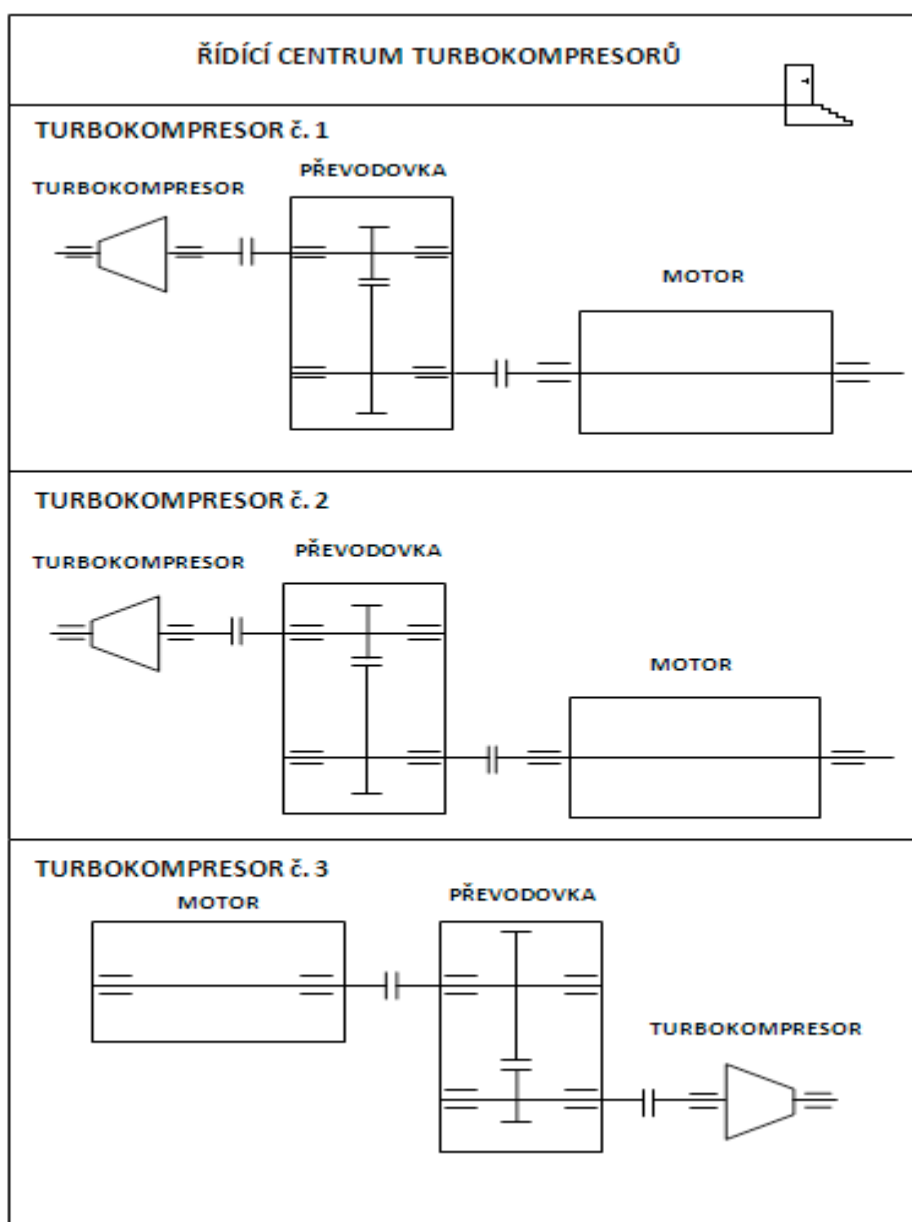 ŘÍDÍCÍ CENTRUM TURBOKOMPRESORŮ
TURBOKOMPRESOR č. 1
PŘEVODOVKA
TURBOKOMPRESOR
MOTOR
TURBOKOMPRESOR č. 2
PŘEVODOVKA
TURBOKOMPRESOR
MOTOR
TURBOKOMPRESOR č. 3
MOTOR
PŘEVODOVKA
TURBOKOMPRESOR